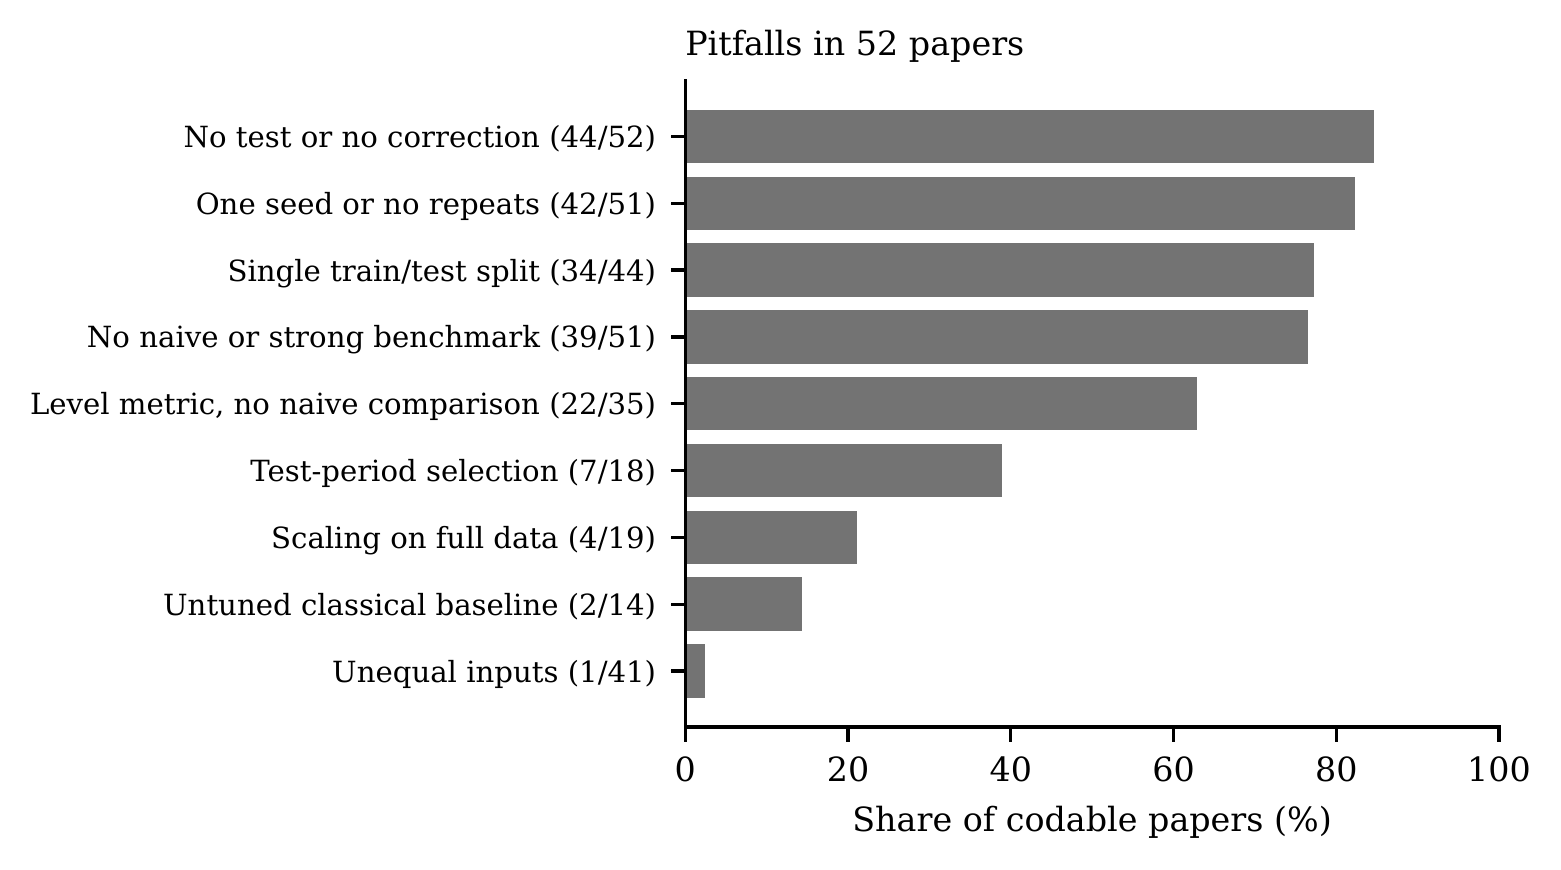 Pitfalls in 52 papers
No test or no correction (44/52)
One seed or no repeats (42/51)
Single train/test split (34/44)
No naive or strong benchmark (39/51)
Level metric, no naive comparison (22/35)
Test-period selection (7/18)
Scaling on full data (4/19)
Untuned classical baseline (2/14)
Unequal inputs (1/41)
0 20 40 60 80 100
Share of codable papers (%)